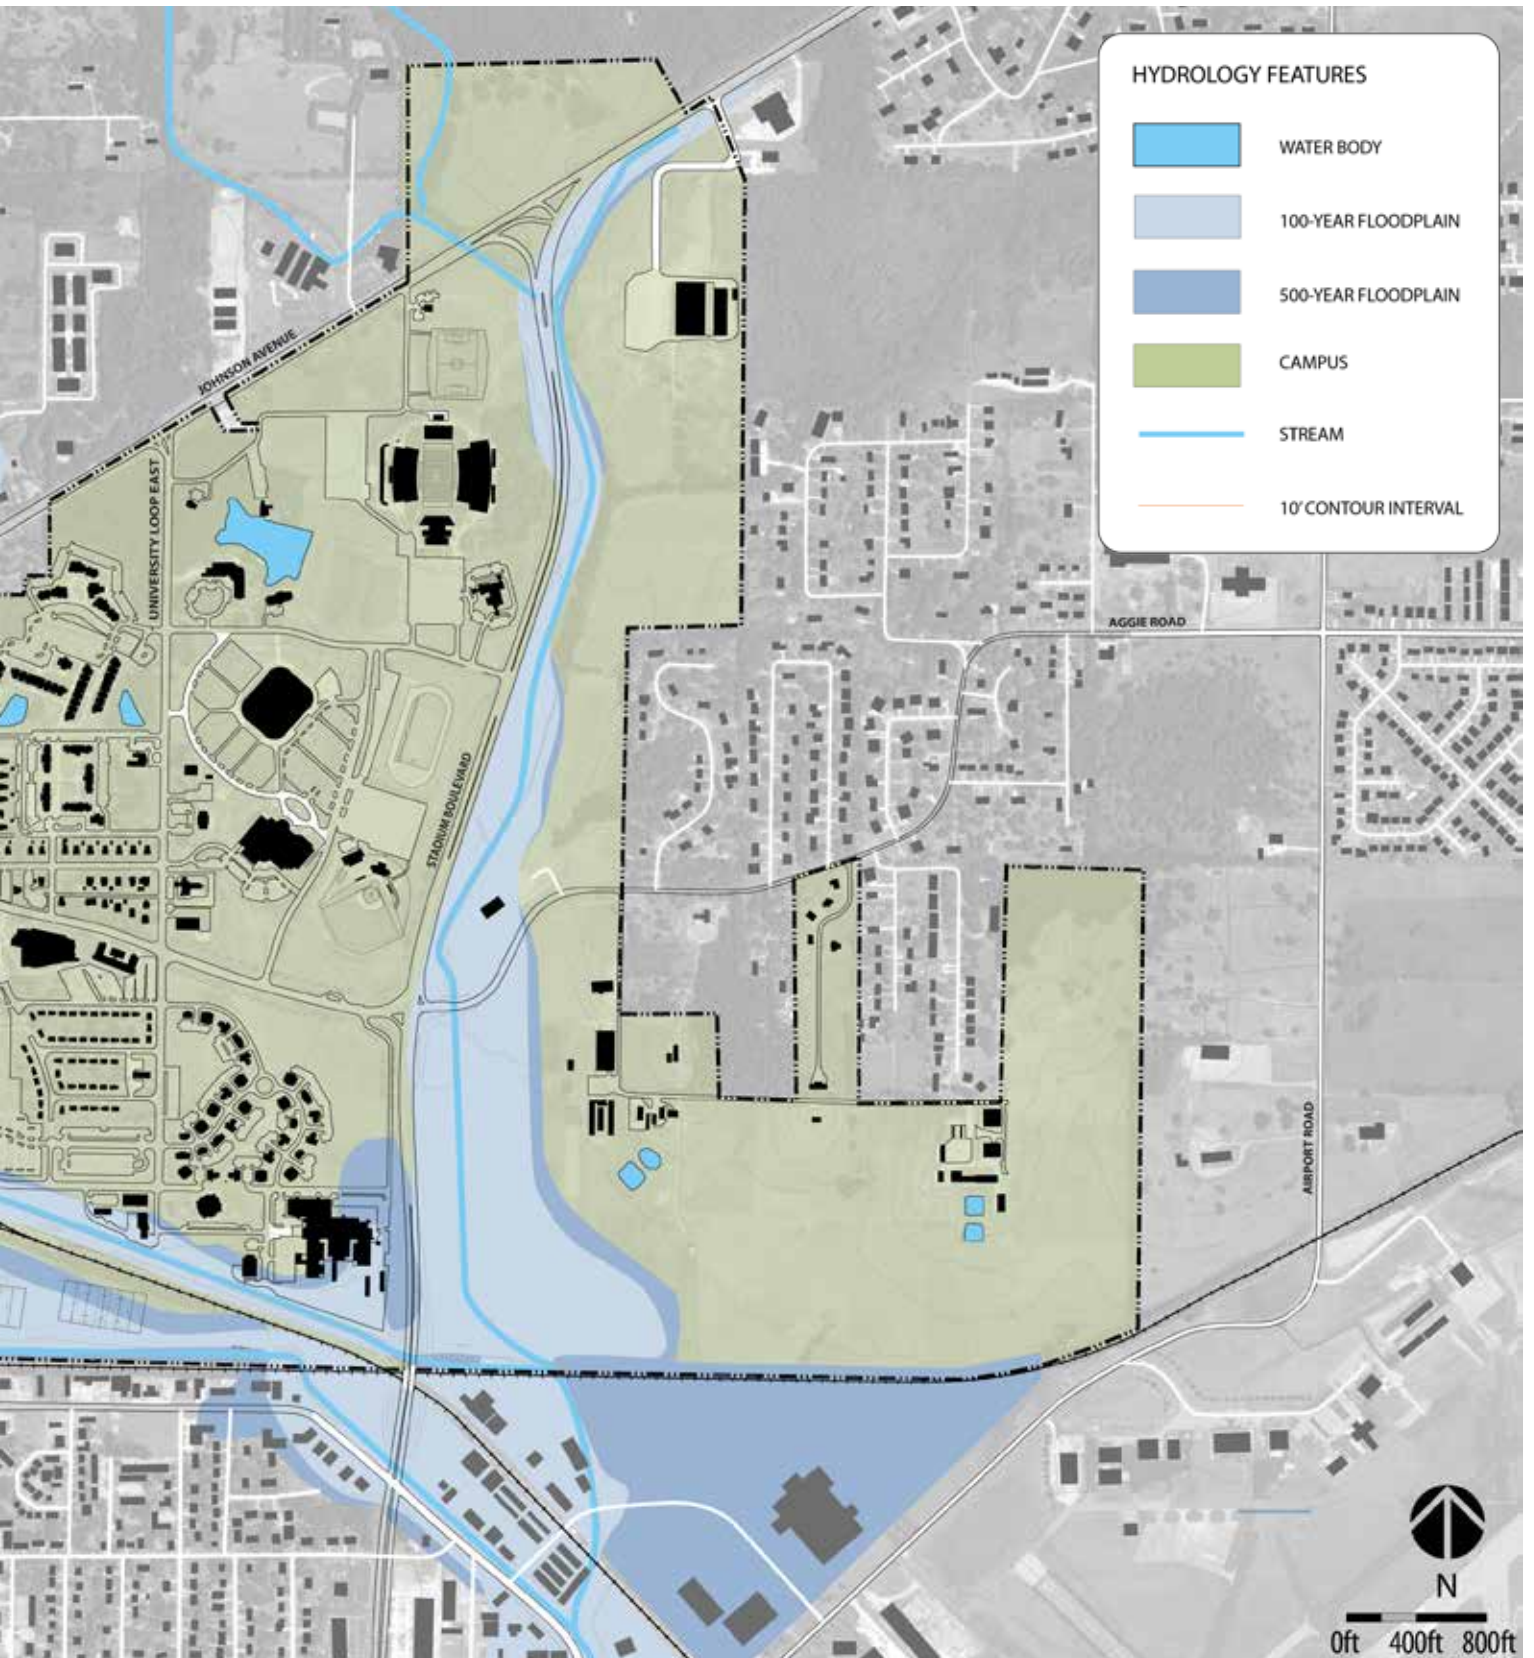 HYDROLOGY FEATURES
WATER BODY
100-YEAR FLOODPLAIN
500-YEAR FLOODPLAIN
CAMPUS
STREAM
10' CONTOUR INTERVAL
JOHNSON AVENUE
UNIVERSITY LOOP EAST
AGGIE ROAD
STADIUM BOULEVARD
AIRPORT ROAD
N
0ft 400ft 800ft